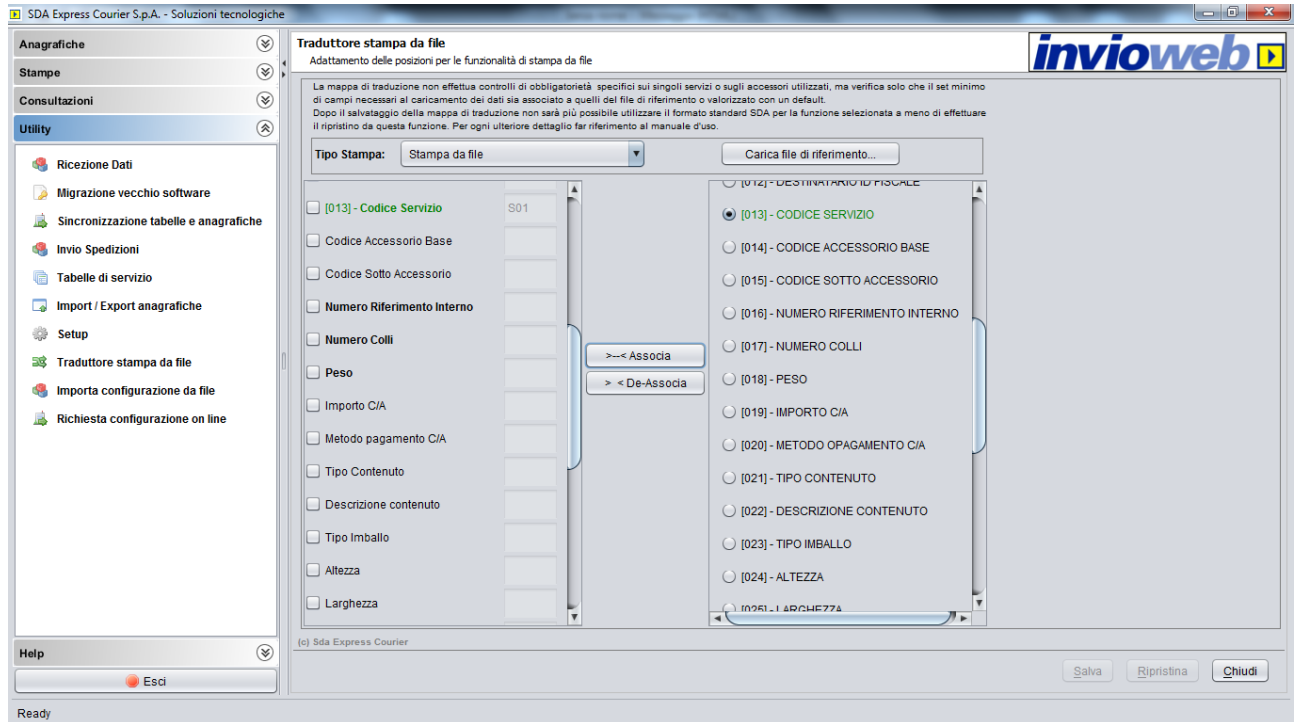 SDA Express Courier S.p.A. - Soluzioni tecnologiche
Anagrafiche
Stampe
Consultazioni
Utility
Ricezione Dati
Migrazione vecchio software
Sincronizzazione tabelle e anagrafiche
Invio Spedizioni
Tabelle di servizio
Import / Export anagrafiche
Setup
Traduttore stampa da file
Importa configurazione da file
Richiesta configurazione on line
Help
Esci
Ready
Traduttore stampa da file
Adattamento delle posizioni per le funzionalità di stampa da file
invioweb
La mappa di traduzione non effettua controlli di obbligatorietà specifici sui singoli servizi o sugli accessori utilizzati, ma verifica solo che il set minimo
di campi necessari al caricamento dei dati sia associato a quelli del file di riferimento o valorizzato con un default.
Dopo il salvataggio della mappa di traduzione non sarà più possibile utilizzare il formato standard SDA per la funzione selezionata a meno di effettuare
il ripristino da questa funzione. Per ogni ulteriore dettaglio far riferimento al manuale d'uso.
Tipo Stampa: Stampa da file
Carica file di riferimento...
[013] - Codice Servizio S01
Codice Accessorio Base
Codice Sotto Accessorio
Numero Riferimento Interno
Numero Colli
Peso
Importo C/A
Metodo pagamento C/A
Tipo Contenuto
Descrizione contenuto
Tipo Imballo
Altezza
Larghezza
>--< Associa
> < De-Associa
[012] - DESTINATARIO ID FISCALE
[013] - CODICE SERVIZIO
[014] - CODICE ACCESSORIO BASE
[015] - CODICE SOTTO ACCESSORIO
[016] - NUMERO RIFERIMENTO INTERNO
[017] - NUMERO COLLI
[018] - PESO
[019] - IMPORTO C/A
[020] - METODO OPAGAMENTO C/A
[021] - TIPO CONTENUTO
[022] - DESCRIZIONE CONTENUTO
[023] - TIPO IMBALLO
[024] - ALTEZZA
[025] - LARGHEZZA
(c) Sda Express Courier
Salva
Ripristina
Chiudi